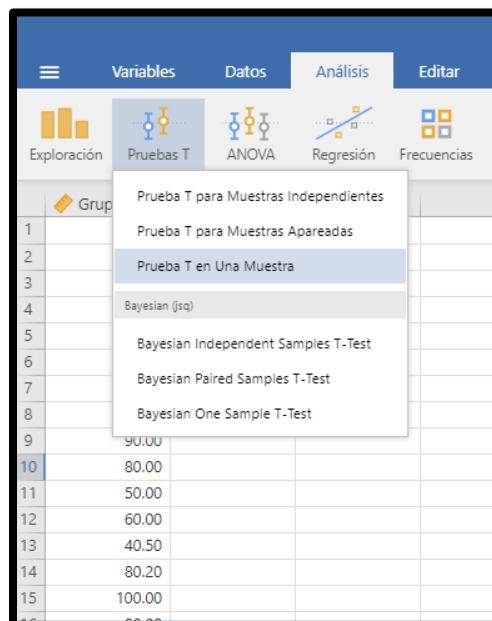 Variables Datos Análisis Editar
Exploración Pruebas T ANOVA Regresión Frecuencias
Grup
Prueba T para Muestras Independientes
Prueba T para Muestras Apareadas
Prueba T en Una Muestra
Bayesian (jsq)
Bayesian Independent Samples T-Test
Bayesian Paired Samples T-Test
Bayesian One Sample T-Test
1
2
3
4
5
6
7
8
9 90.00
10 80.00
11 50.00
12 60.00
13 40.50
14 80.20
15 100.00